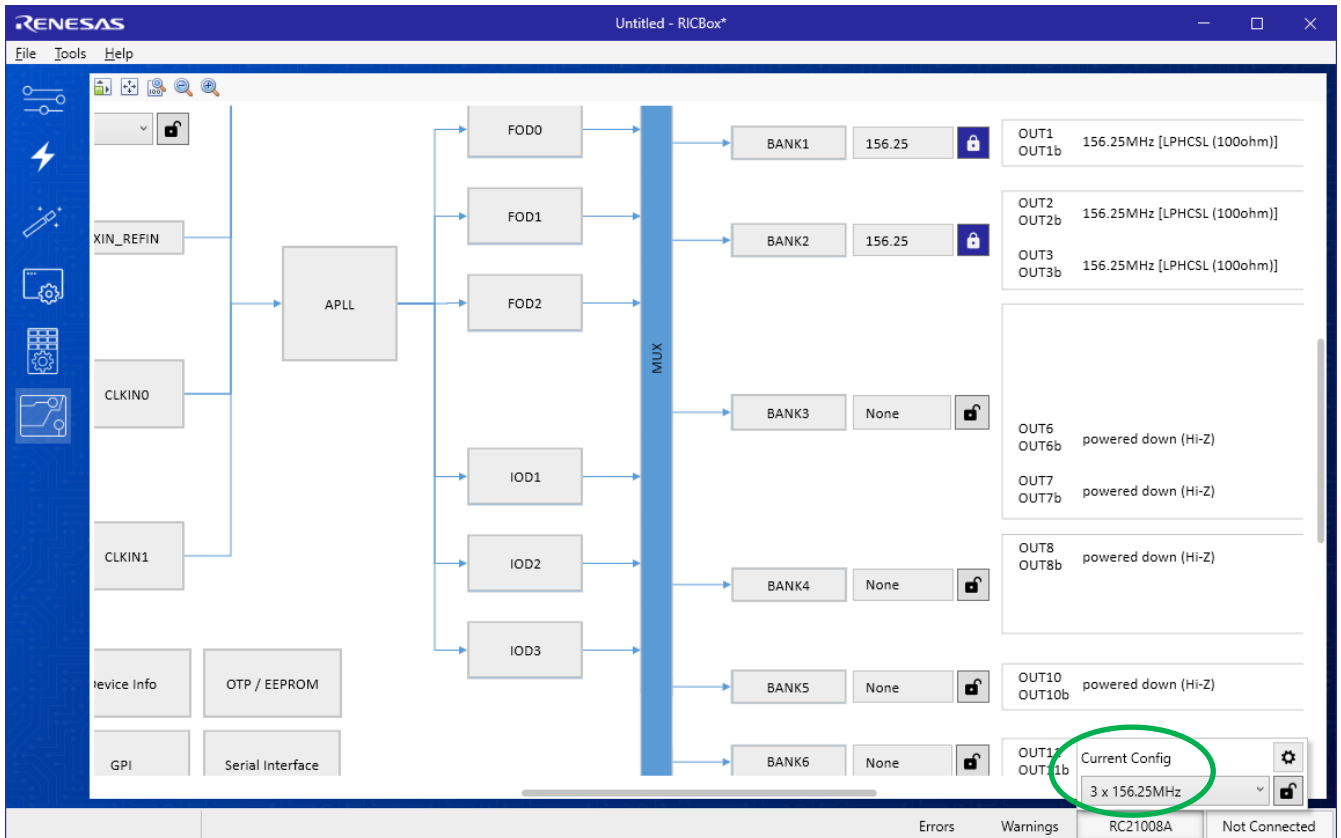 RENESAS
Untitled - RICBox*
File Tools Help
100
FOD0
BANK1 156.25
OUT1
OUT1b
156.25MHz [LPHCSL (100ohm)]
XIN_REFIN
FOD1
BANK2 156.25
OUT2
OUT2b
156.25MHz [LPHCSL (100ohm)]
OUT3
OUT3b
156.25MHz [LPHCSL (100ohm)]
APLL
FOD2
MUX
CLKIN0
BANK3 None
OUT6
OUT6b
powered down (Hi-Z)
IOD1
OUT7
OUT7b
powered down (Hi-Z)
CLKIN1
IOD2
BANK4 None
OUT8
OUT8b
powered down (Hi-Z)
IOD3
Device Info
OTP / EEPROM
BANK5 None
OUT10
OUT10b
powered down (Hi-Z)
GPI
Serial Interface
BANK6 None
OUT11
OUT11b
Current Config
3 x 156.25MHz
Errors Warnings RC21008A Not Connected